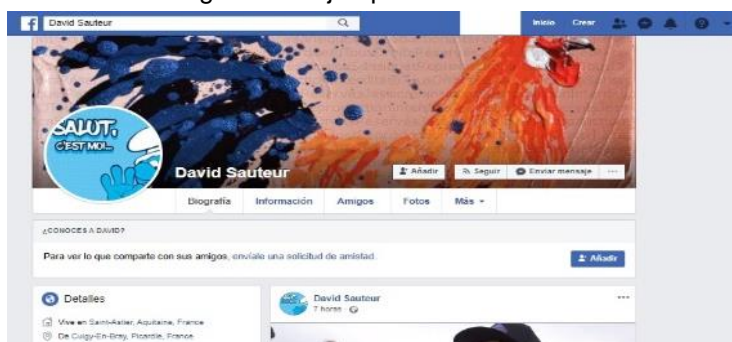 David Sauteur
Inicio Crear
SALUT,
C'EST MOI...
David Sauteur
Añadir Seguir Enviar mensaje ...
Biografía Información Amigos Fotos Más
¿CONOCES A DAVID?
Para ver lo que comparte con sus amigos, envíale una solicitud de amistad.
Añadir
Detalles
Vive en Saint-Astier, Aquitaine, France
De Cuigy-En-Bray, Picardie, France
David Sauteur
7 horas ·
...